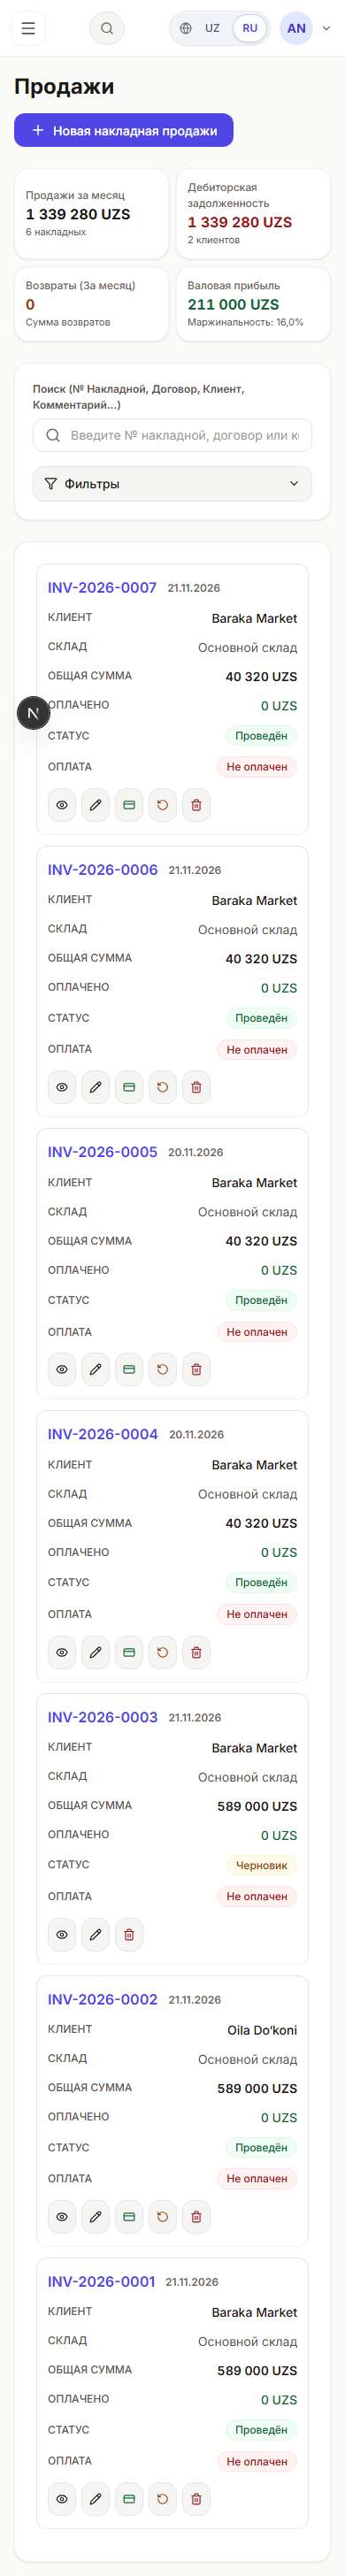 UZ
RU
AN
Продажи
Новая накладная продажи
Продажи за месяц
1 339 280 UZS
6 накладных
Дебиторская
задолженность
1 339 280 UZS
2 клиентов
Возвраты (За месяц)
0
Сумма возвратов
Валовая прибыль
211 000 UZS
Маржинальность: 16,0%
Поиск (№ Накладной, Договор, Клиент,
Комментарий...)
Введите № накладной, договор или к
Фильтры
INV-2026-0007 21.11.2026
КЛИЕНТ Baraka Market
СКЛАД Основной склад
ОБЩАЯ СУММА 40 320 UZS
ОПЛАЧЕНО 0 UZS
СТАТУС Проведён
ОПЛАТА Не оплачен
N
INV-2026-0006 21.11.2026
КЛИЕНТ Baraka Market
СКЛАД Основной склад
ОБЩАЯ СУММА 40 320 UZS
ОПЛАЧЕНО 0 UZS
СТАТУС Проведён
ОПЛАТА Не оплачен
INV-2026-0005 20.11.2026
КЛИЕНТ Baraka Market
СКЛАД Основной склад
ОБЩАЯ СУММА 40 320 UZS
ОПЛАЧЕНО 0 UZS
СТАТУС Проведён
ОПЛАТА Не оплачен
INV-2026-0004 20.11.2026
КЛИЕНТ Baraka Market
СКЛАД Основной склад
ОБЩАЯ СУММА 40 320 UZS
ОПЛАЧЕНО 0 UZS
СТАТУС Проведён
ОПЛАТА Не оплачен
INV-2026-0003 21.11.2026
КЛИЕНТ Baraka Market
СКЛАД Основной склад
ОБЩАЯ СУММА 589 000 UZS
ОПЛАЧЕНО 0 UZS
СТАТУС Черновик
ОПЛАТА Не оплачен
INV-2026-0002 21.11.2026
КЛИЕНТ Oila Do‘koni
СКЛАД Основной склад
ОБЩАЯ СУММА 589 000 UZS
ОПЛАЧЕНО 0 UZS
СТАТУС Проведён
ОПЛАТА Не оплачен
INV-2026-0001 21.11.2026
КЛИЕНТ Baraka Market
СКЛАД Основной склад
ОБЩАЯ СУММА 589 000 UZS
ОПЛАЧЕНО 0 UZS
СТАТУС Проведён
ОПЛАТА Не оплачен